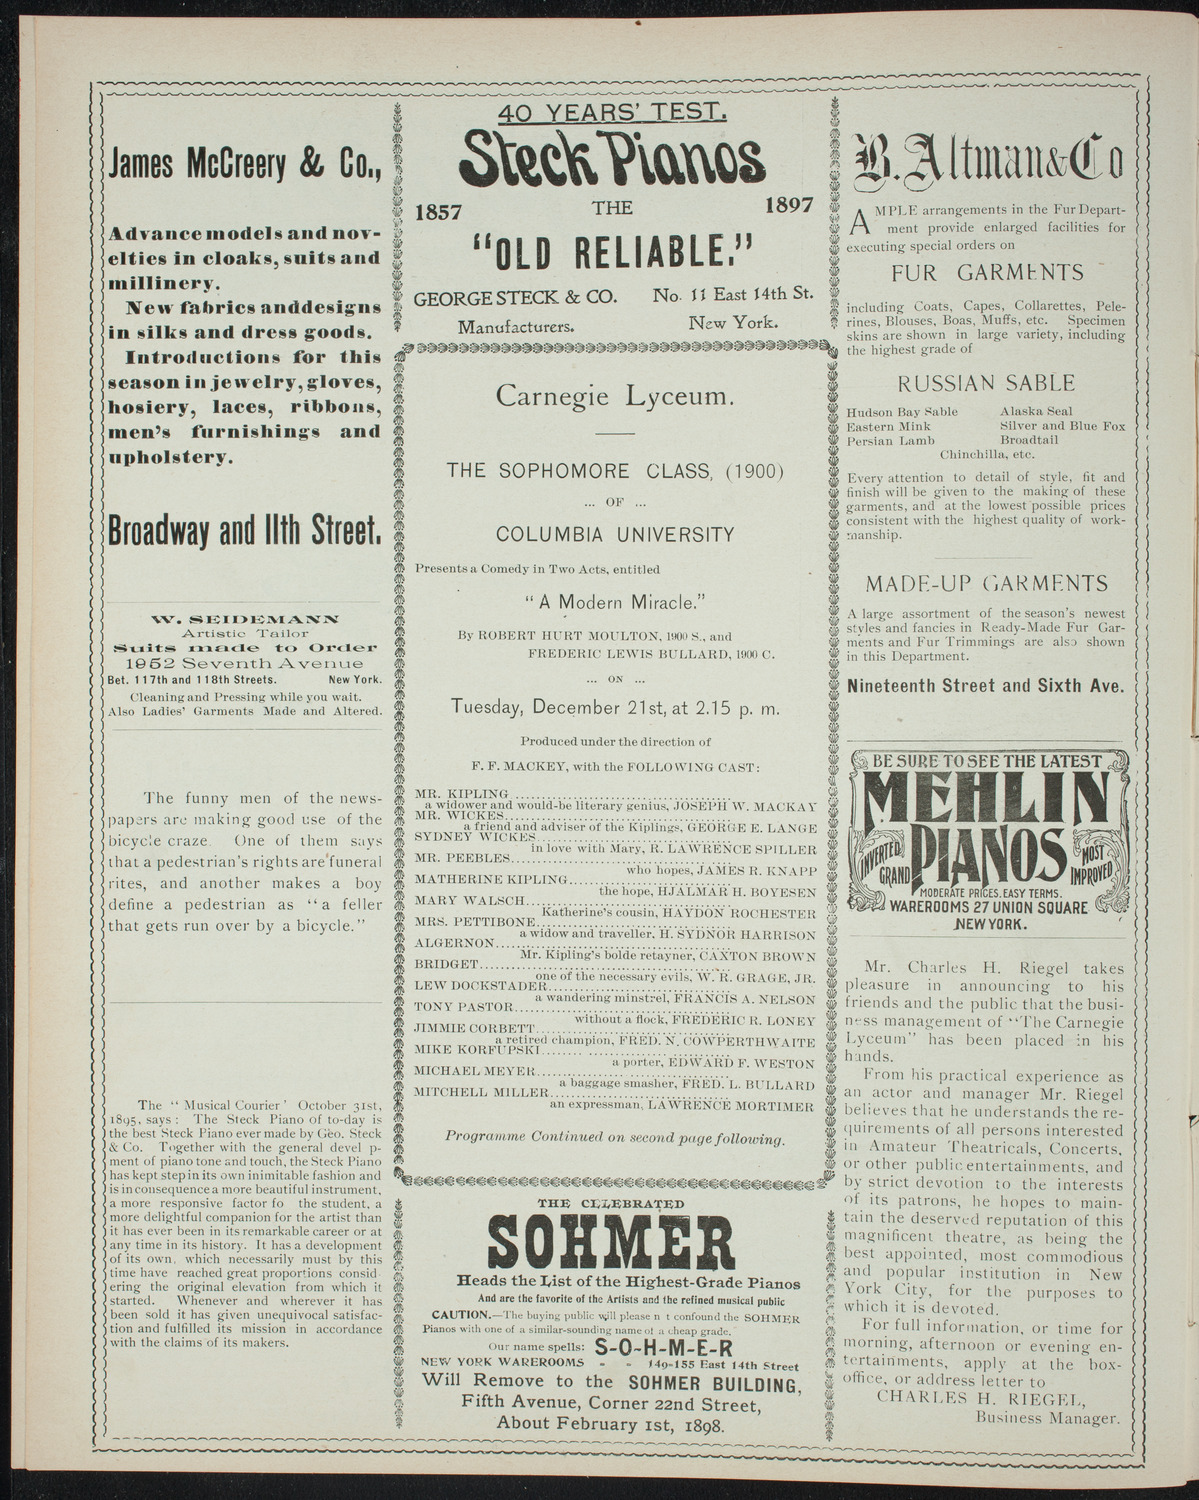 James McCreery & Co.,
Advance models and nov-
elties in cloaks, suits and
millinery.
New fabrics and designs
in silks and dress goods.
Introductions for this
season in jewelry, gloves,
hosiery, laces, ribbons,
men's furnishings and
upholstery.
Broadway and 11th Street.
W. SEIDEMANN
Artistic Tailor
Suits made to Order
1952 Seventh Avenue
Bet. 117th and 118th Streets. New York.
Cleaning and Pressing while you wait.
Also Ladies' Garments Made and Altered.
The funny men of the news-
papers are making good use of the
bicycle craze. One of them says
that a pedestrian's rights are funeral
rites, and another makes a boy
define a pedestrian as "a feller
that gets run over by a bicycle."
The "Musical Courier' October 31st,
1895, says: The Steck Piano of to-day is
the best Steck Piano ever made by Geo. Steck
& Co. Together with the general devel p-
ment of piano tone and touch, the Steck Piano
has kept step in its own inimitable fashion and
is in consequence a more beautiful instrument,
a more responsive factor fo the student, a
more delightful companion for the artist than
it has ever been in its remarkable career or at
any time in its history. It has a development
of its own, which necessarily must by this
time have reached great proportions consid-
ering the original elevation from which it
started. Whenever and wherever it has
been sold it has given unequivocal satisfac-
tion and fulfilled its mission in accordance
with the claims of its makers.
40 YEARS' TEST.
Steck Pianos
1857 THE 1897
"OLD RELIABLE."
GEORGE STECK & CO. No. 11 East 14th St.
Manufacturers. New York.
Carnegie Lyceum.
THE SOPHOMORE CLASS, (1900)
... OF ...
COLUMBIA UNIVERSITY
Presents a Comedy in Two Acts, entitled
"A Modern Miracle."
By ROBERT HURT MOULTON, 1900 S., and
FREDERIC LEWIS BULLARD, 1900 C.
... ON ...
Tuesday, December 21st, at 2.15 p. m.
Produced under the direction of
F. F. MACKEY, with the FOLLOWING CAST:
MR. KIPLING ........................................
a widower and would-be literary genius, JOSEPH W. MACKAY
MR. WICKES........................................
a friend and adviser of the Kiplings, GEORGE E. LANGE
SYDNEY WICKES........................................
in love with Mary, R. LAWRENCE SPILLER
MR. PEEBLES........................................
who hopes, JAMES R. KNAPP
MATHERINE KIPLING........................................
the hope, HJALMAR H. BOYESEN
MARY WALSCH........................................
Katherine's cousin, HAYDON ROCHESTER
MRS. PETTIBONE........................................
a widow and traveller, H. SYDNOR HARRISON
ALGERNON........................................
Mr. Kipling's bolde retayner, CAXTON BROWN
BRIDGET........................................
one of the necessary evils, W. R. GRAGE, JR.
LEW DOCKSTADER........................................
a wandering minstrel, FRANCIS A. NELSON
TONY PASTOR........................................
without a flock, FREDERIC R. LONEY
JIMMIE CORBETT........................................
a retired champion, FRED. N. COWPERTHWAITE
MIKE KORFUPSKI........................................
a porter, EDWARD F. WESTON
MICHAEL MEYER........................................
a baggage smasher, FRED. L. BULLARD
MITCHELL MILLER........................................
an expressman, LAWRENCE MORTIMER
Programme Continued on second page following.
THE CELEBRATED
SOHMER
Heads the List of the Highest-Grade Pianos
And are the favorite of the Artists and the refined musical public
CAUTION.—The buying public will please n t confound the SOHMER
Pianos with one of a similar-sounding name of a cheap grade.
Our name spells: S-O-H-M-E-R
NEW YORK WAREROOMS - - 149-155 East 14th Street
Will Remove to the SOHMER BUILDING,
Fifth Avenue, Corner 22nd Street,
About February 1st, 1898.
B. Altman & Co
AMPLE arrangements in the Fur Depart-
ment provide enlarged facilities for
executing special orders on
FUR GARMENTS
including Coats, Capes, Collarettes, Pele-
rines, Blouses, Boas, Muffs, etc. Specimen
skins are shown in large variety, including
the highest grade of
RUSSIAN SABLE
Hudson Bay Sable Alaska Seal
Eastern Mink Silver and Blue Fox
Persian Lamb Broadtail
Chinchilla, etc.
Every attention to detail of style, fit and
finish will be given to the making of these
garments, and at the lowest possible prices
consistent with the highest quality of work-
manship.
MADE-UP GARMENTS
A large assortment of the season's newest
styles and fancies in Ready-Made Fur Gar-
ments and Fur Trimmings are also shown
in this Department.
Nineteenth Street and Sixth Ave.
BE SURE TO SEE THE LATEST
MEHLIN
PIANOS
INVERTED GRAND
MOST IMPROVED
MODERATE PRICES. EASY TERMS.
WAREROOMS 27 UNION SQUARE
NEW YORK.
Mr. Charles H. Riegel takes
pleasure in announcing to his
friends and the public that the busi-
ness management of "The Carnegie
Lyceum" has been placed in his
hands.
From his practical experience as
an actor and manager Mr. Riegel
believes that he understands the re-
quirements of all persons interested
in Amateur Theatricals, Concerts,
or other public entertainments, and
by strict devotion to the interests
of its patrons, he hopes to main-
tain the deserved reputation of this
magnificent theatre, as being the
best appointed, most commodious
and popular institution in New
York City, for the purposes to
which it is devoted.
For full information, or time for
morning, afternoon or evening en-
tertainments, apply at the box-
office, or address letter to
CHARLES H. RIEGEL,
Business Manager.